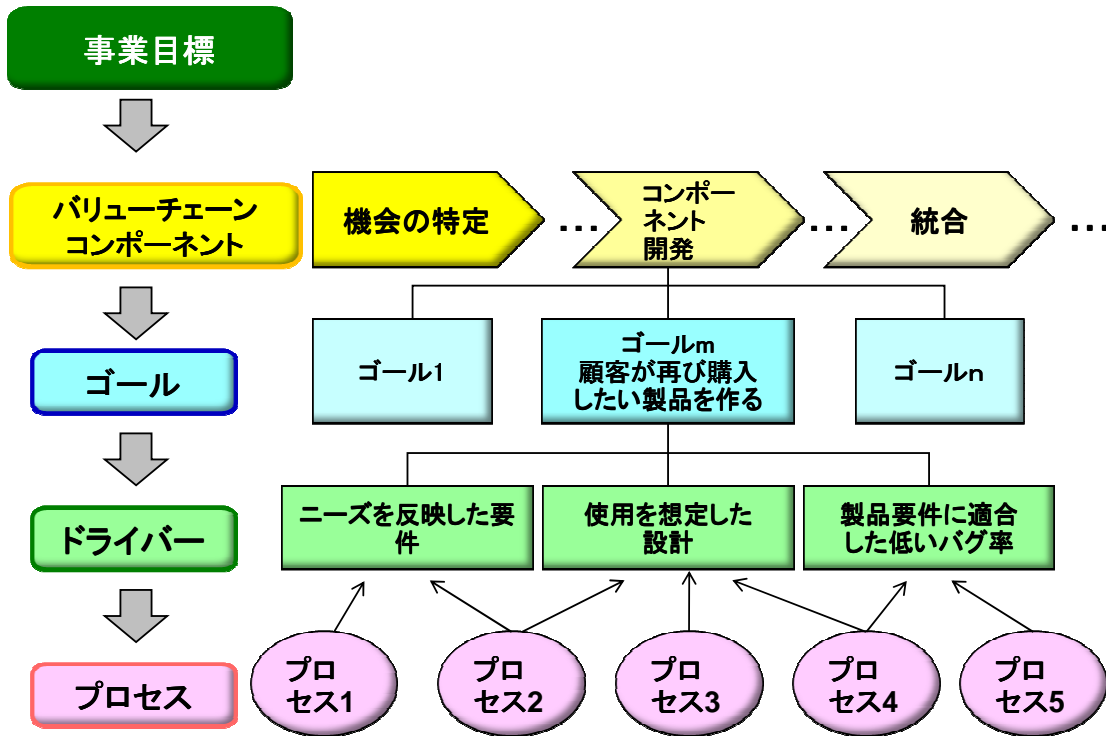 事業目標
バリューチェーン
コンポーネント
機会の特定
…
コンポー
ネント
開発
…
統合
…
ゴール
ゴール1
ゴールm
顧客が再び購入
したい製品を作る
ゴールn
ドライバー
ニーズを反映した要
件
使用を想定した
設計
製品要件に適合
した低いバグ率
プロセス
プロ
セス1
プロ
セス2
プロ
セス3
プロ
セス4
プロ
セス5